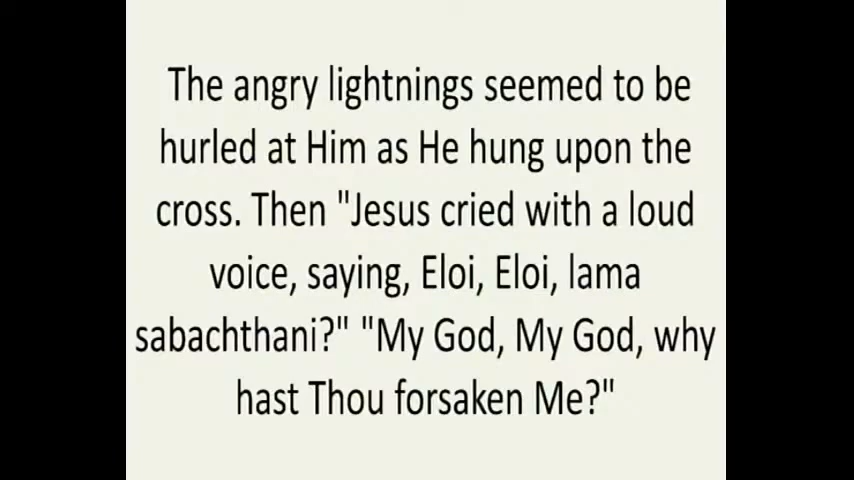 The angry lightnings seemed to be
hurled at Him as He hung upon the
cross. Then "Jesus cried with a loud
voice, saying, Eloi, Eloi, lama
sabachthani?" "My God, My God, why
hast Thou forsaken Me?"